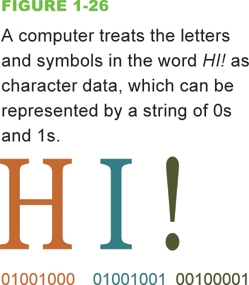 FIGURE 1-26
A computer treats the letters
and symbols in the word HI! as
character data, which can be
represented by a string of 0s
and 1s.
HI!
01001000 01001001 00100001